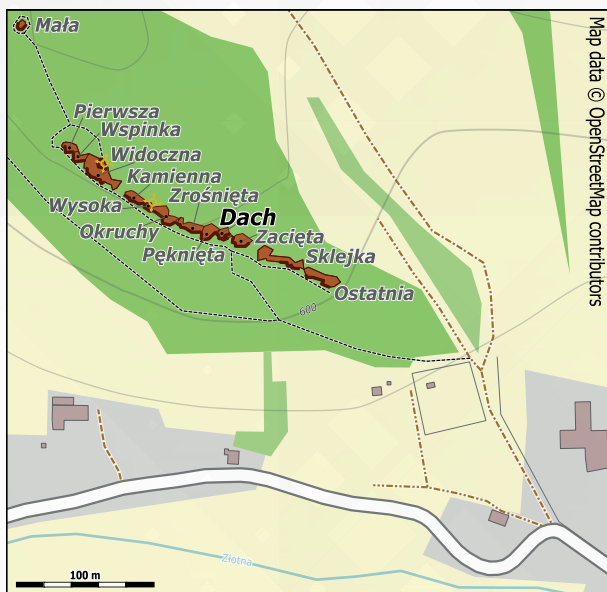 Mała
Pierwsza
Wspinka
Widoczna
Kamienna
Wysoka
Zrośnięta
Dach
Okruchy
Zacięta
Pęknięta
Sklejka
Ostatnia
600
Złotna
100 m
Map data © OpenStreetMap contributors